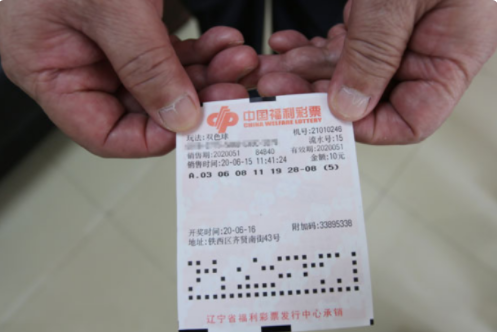 中国福利彩票
CHINA WELFARE LOTTERY
玩法:双色球 机号:21010246
流水号:15
销售期:2020051 84840 有效期:2020051
销售时间:20-06-15 11:41:24 金额:10元
A.03 06 08 11 19 28-08 (5)
开奖时间:20-06-16 附加码:33895338
地址:铁西区齐贤南街43号
辽宁省福利彩票发行中心承销